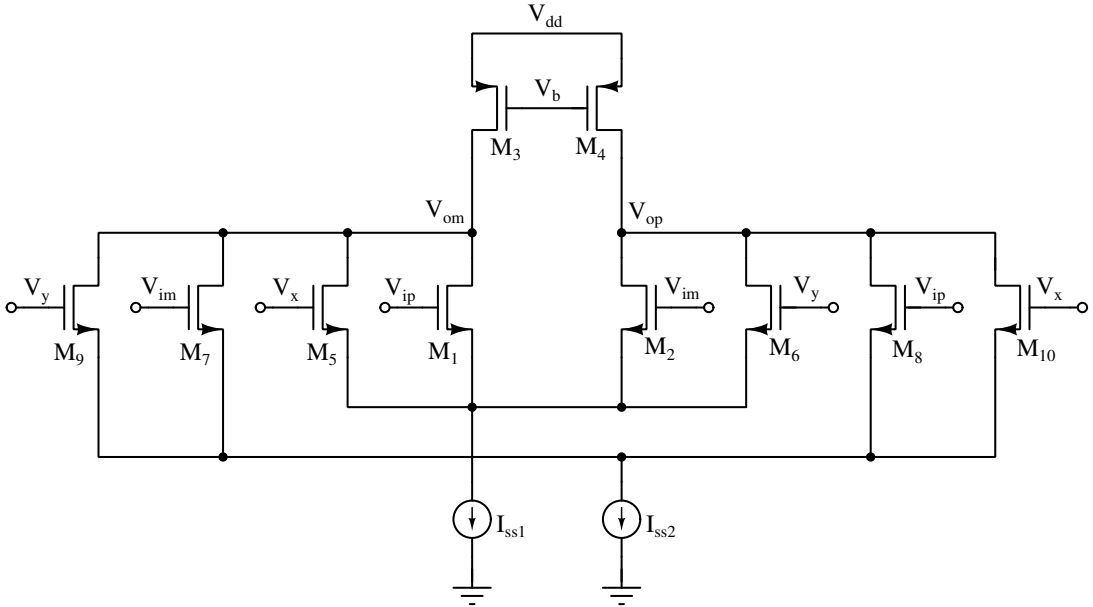 V_dd
V_b
M_3 M_4
V_om V_op
V_y V_im V_x V_ip V_im V_y V_ip V_x
M_9 M_7 M_5 M_1 M_2 M_6 M_8 M_10
I_ss1 I_ss2